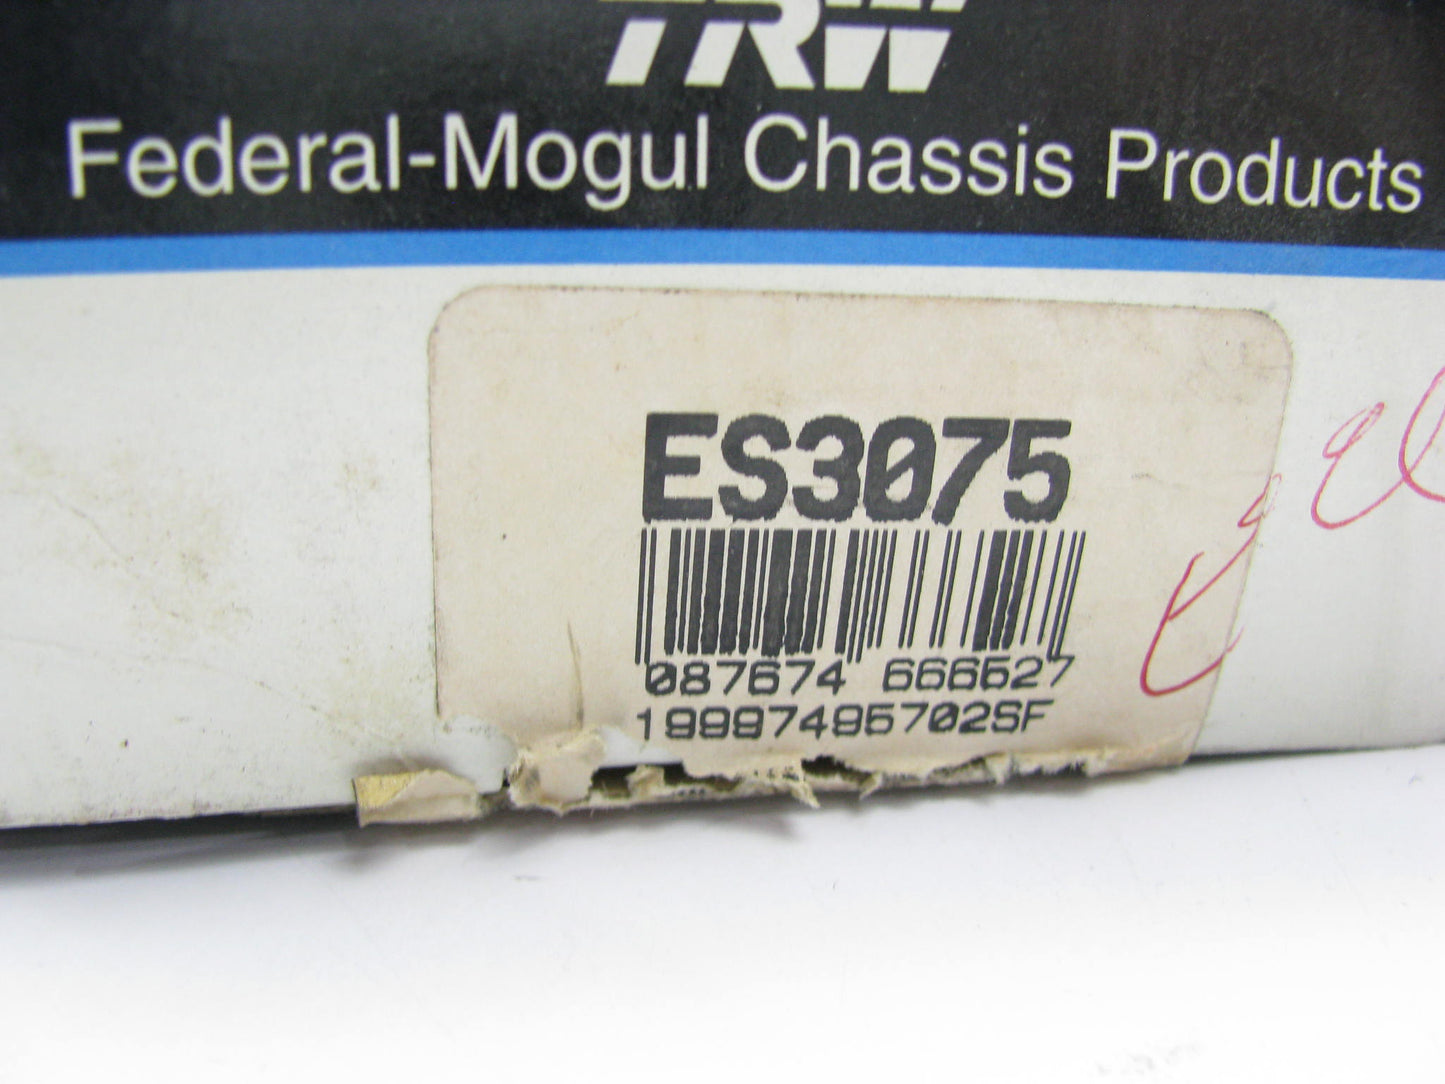 TRW
Federal-Mogul Chassis Products
ES3075
087674 666527
19997495702SF